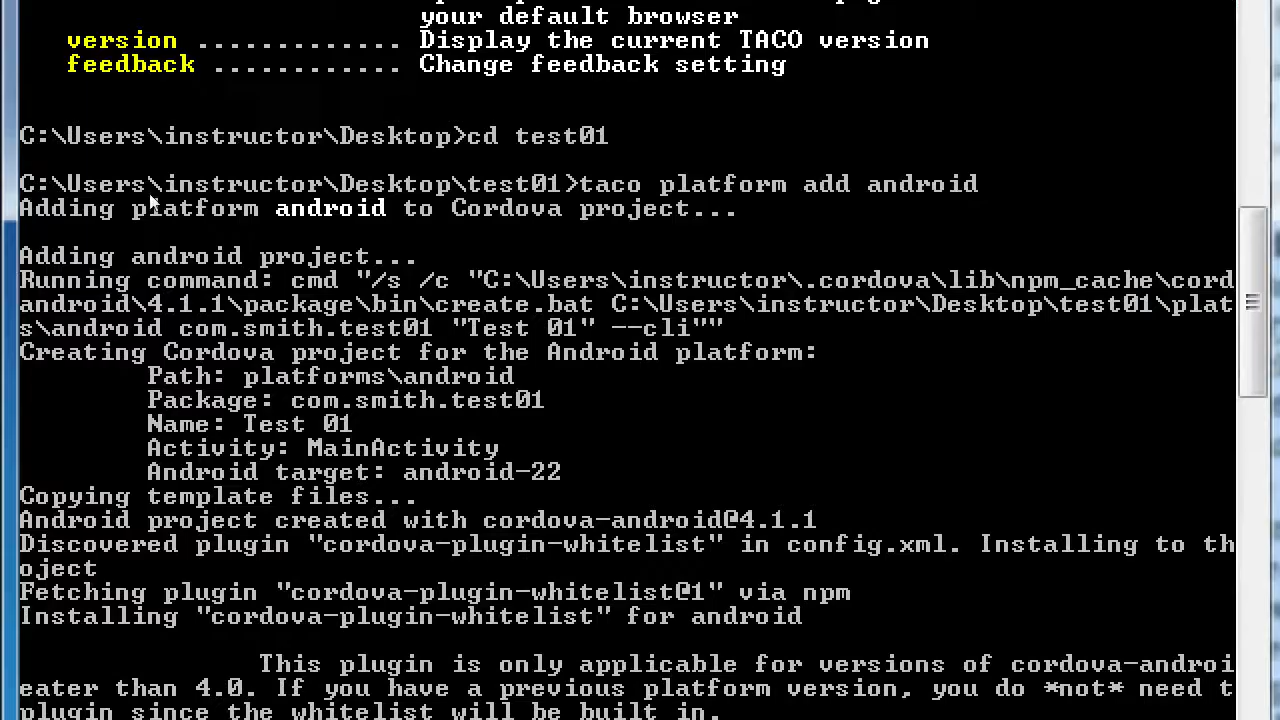 your default browser
version ............. Display the current TACO version
feedback ............ Change feedback setting
C:\Users\instructor\Desktop>cd test01
C:\Users\instructor\Desktop\test01>taco platform add android
Adding platform android to Cordova project...
Adding android project...
Running command: cmd "/s /c "C:\Users\instructor\.cordova\lib\npm_cache\cord
android\4.1.1\package\bin\create.bat C:\Users\instructor\Desktop\test01\plat
s\android com.smith.test01 "Test 01" --cli""
Creating Cordova project for the Android platform:
Path: platforms\android
Package: com.smith.test01
Name: Test 01
Activity: MainActivity
Android target: android-22
Copying template files...
Android project created with cordova-android@4.1.1
Discovered plugin "cordova-plugin-whitelist" in config.xml. Installing to th
oject
Fetching plugin "cordova-plugin-whitelist@1" via npm
Installing "cordova-plugin-whitelist" for android
This plugin is only applicable for versions of cordova-androi
eater than 4.0. If you have a previous platform version, you do *not* need t
plugin since the whitelist will be built in.